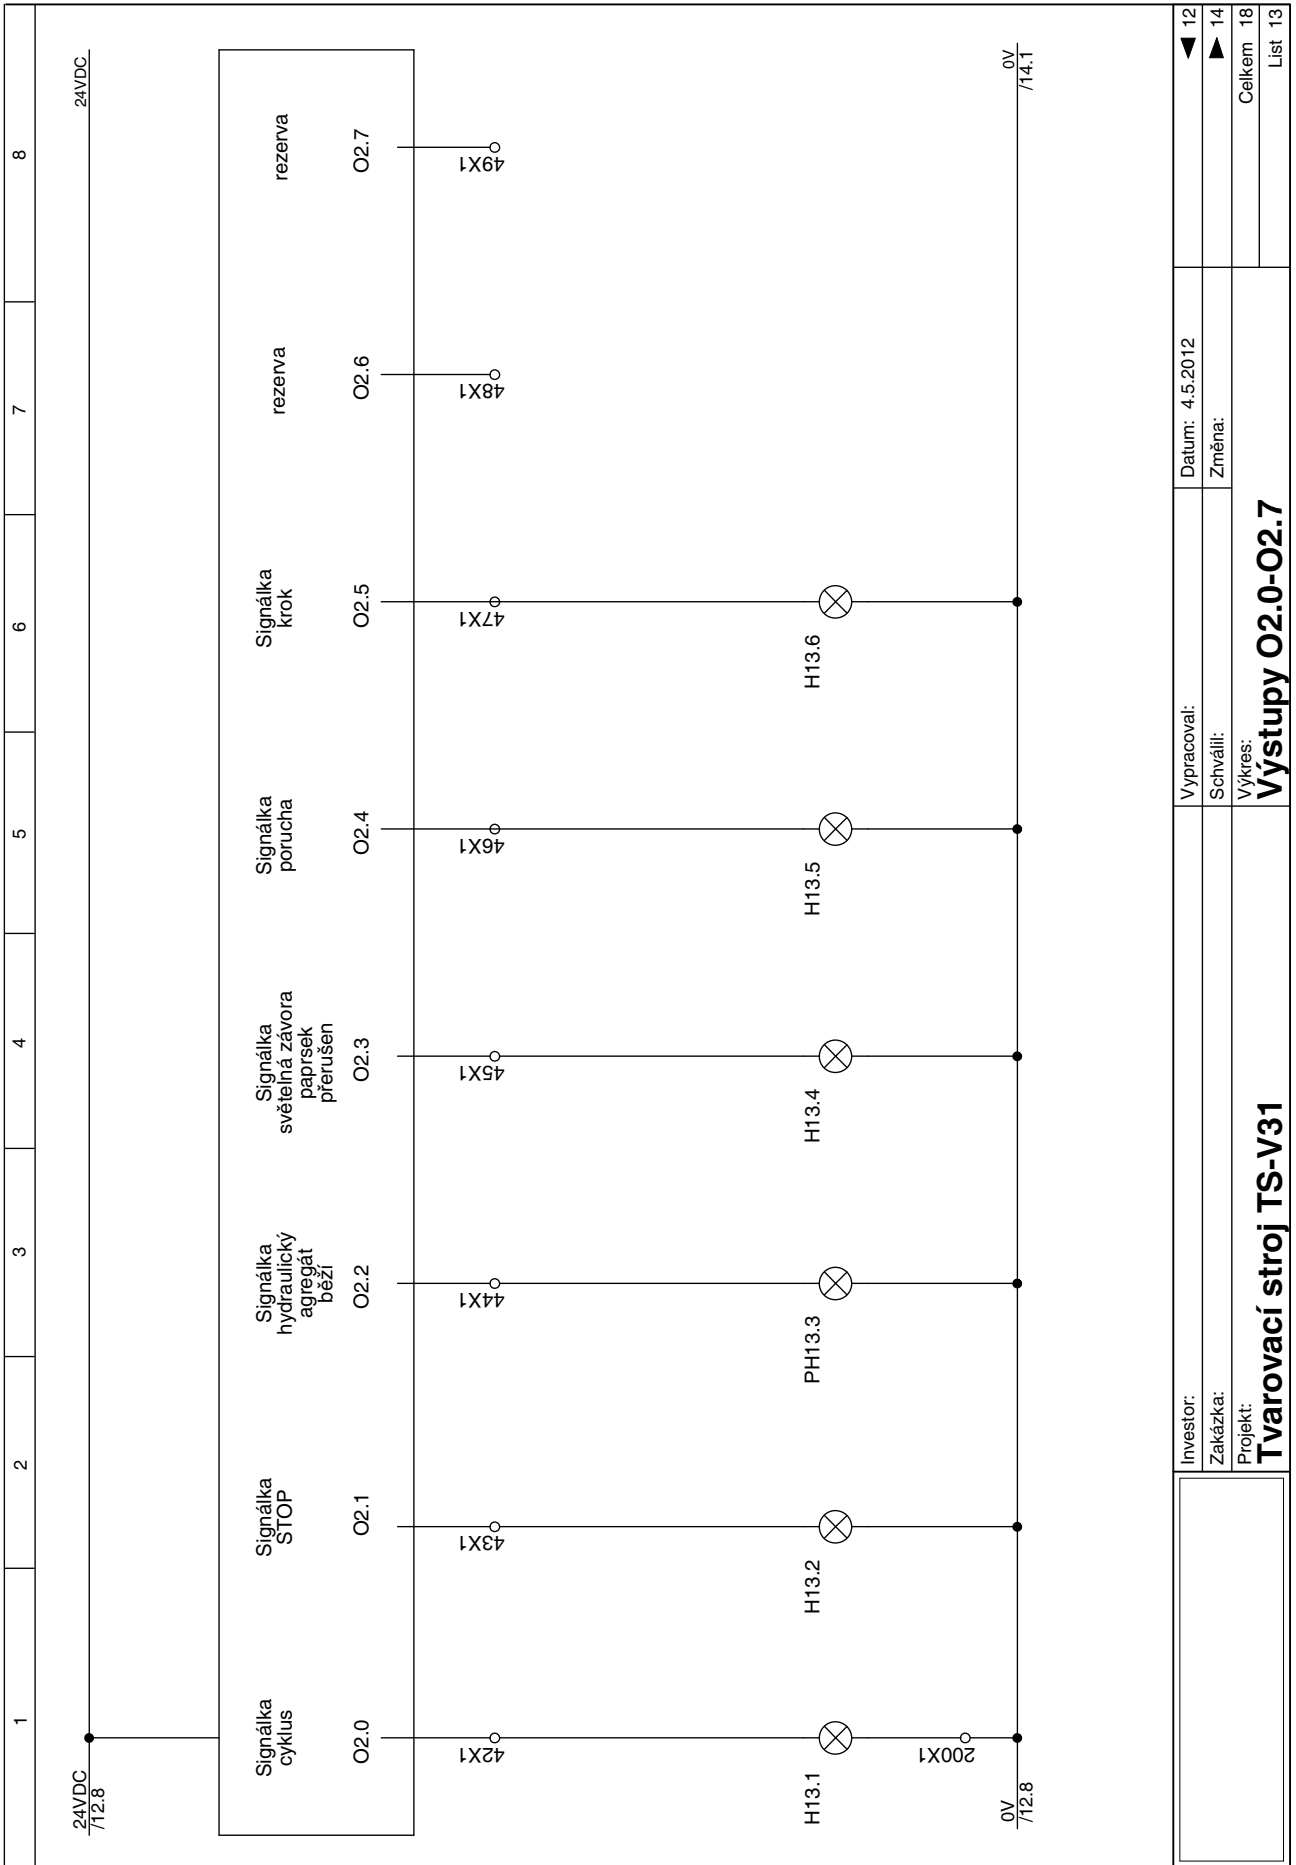 1 2 3 4 5 6 7 8
24VDC
/12.8
24VDC
Signálka
cyklus
O2.0
Signálka
STOP
O2.1
Signálka
hydraulický
agregát
běží
O2.2
Signálka
světelná závora
paprsek
přerušen
O2.3
Signálka
porucha
O2.4
Signálka
krok
O2.5
rezerva
O2.6
rezerva
O2.7
42X1
43X1
44X1
45X1
46X1
47X1
48X1
49X1
H13.1
H13.2
PH13.3
H13.4
H13.5
H13.6
200X1
0V
/12.8
0V
/14.1
Investor:
Zakázka:
Projekt:
Tvarovací stroj TS-V31
Vypracoval:
Schválil:
Výkres:
Výstupy O2.0-O2.7
Datum: 4.5.2012
Změna:
12
14
Celkem 18
List 13